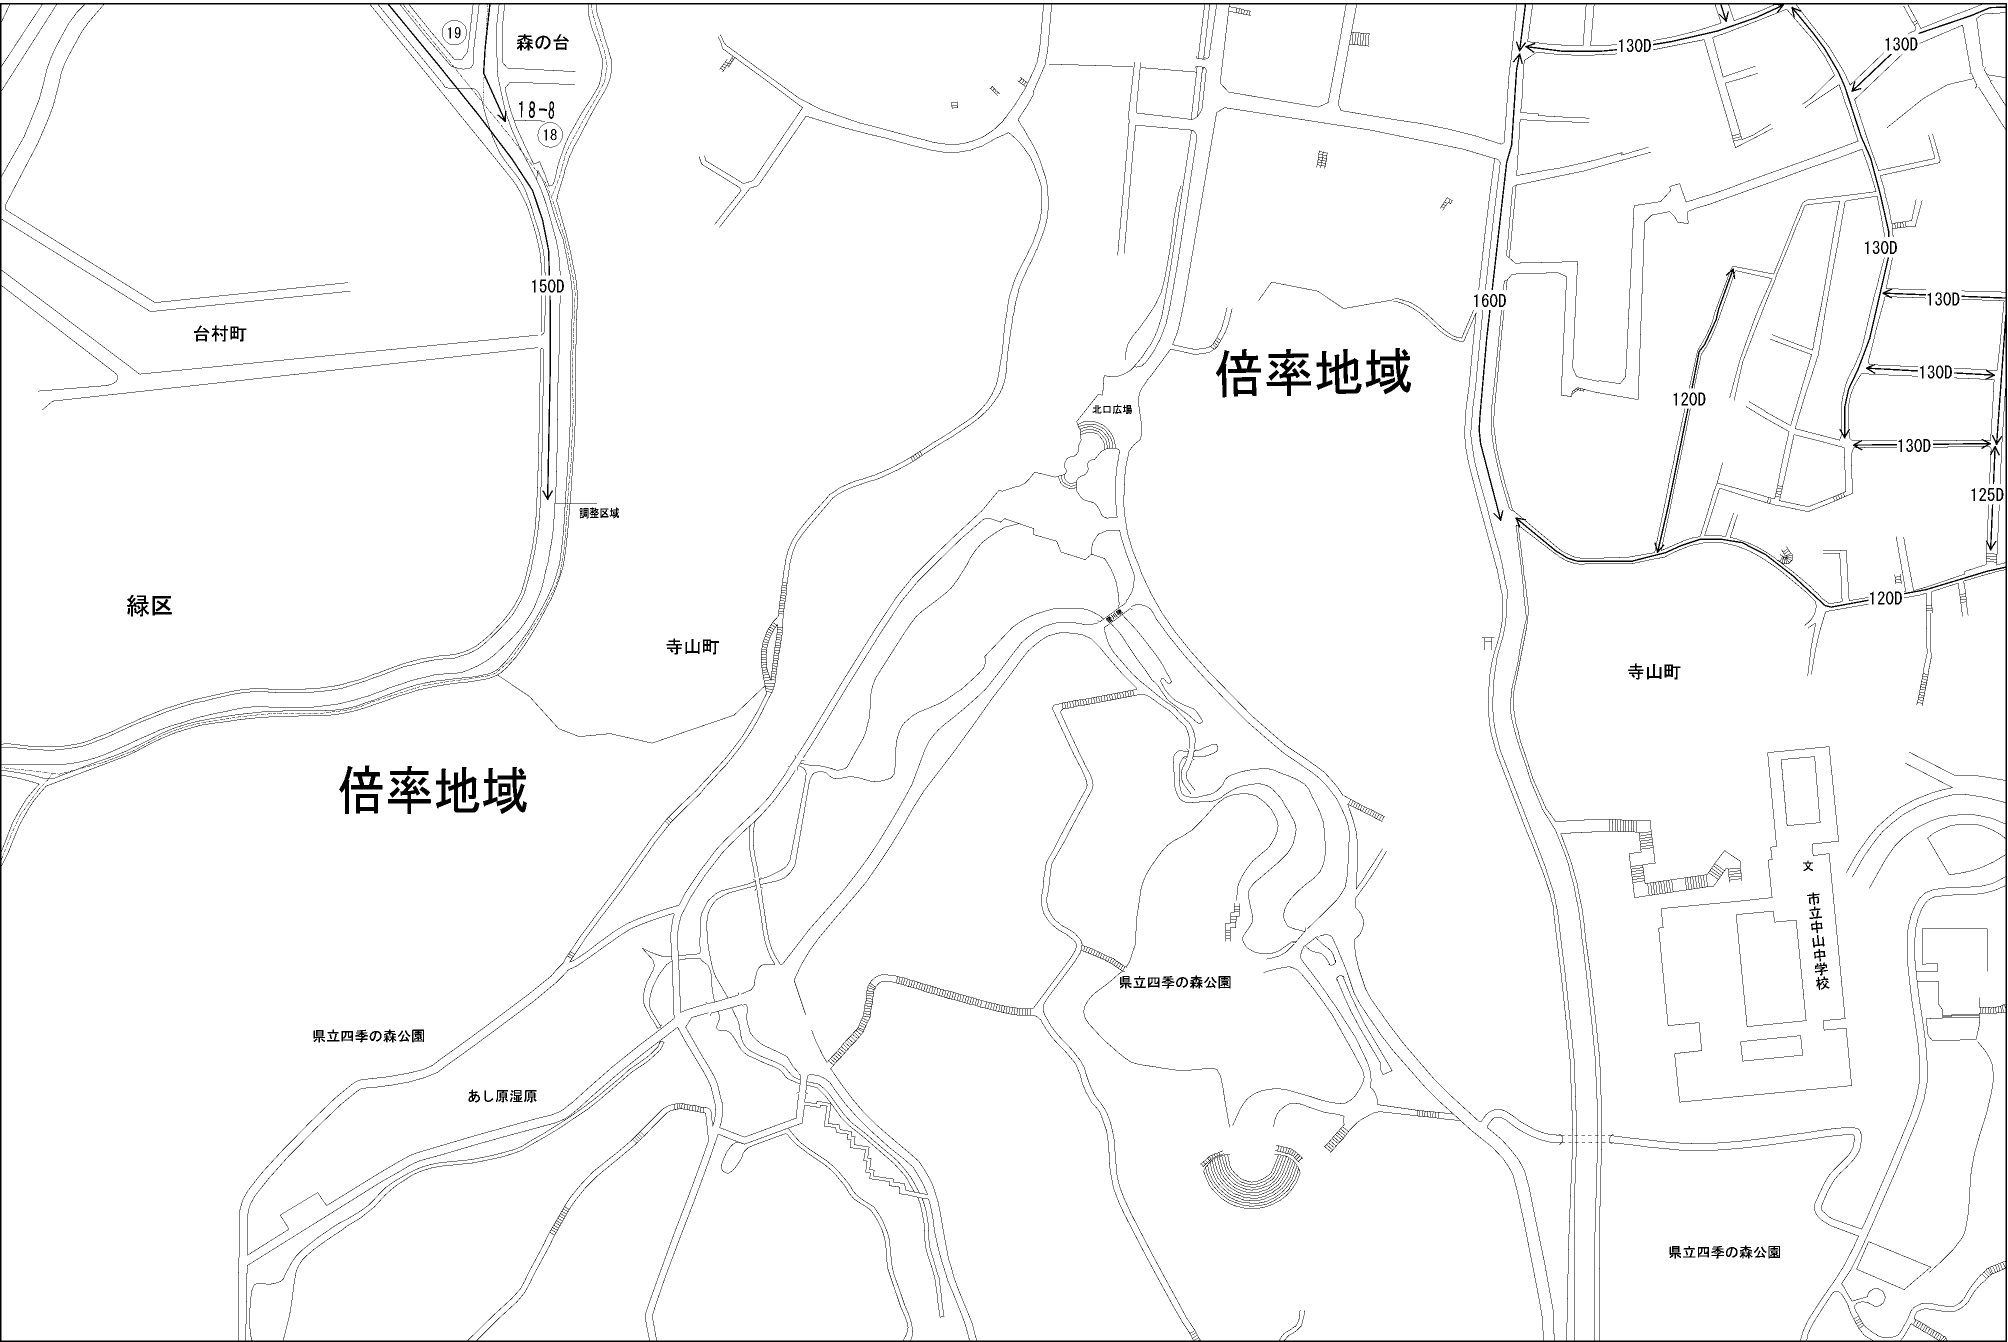 19
森の台
130D
130D
18-8
18
130D
150D
130D
160D
台村町
倍率地域
130D
120D
北口広場
130D
125D
調整区域
120D
緑区
寺山町
寺山町
倍率地域
文
市立中山中学校
県立四季の森公園
県立四季の森公園
あし原湿原
県立四季の森公園